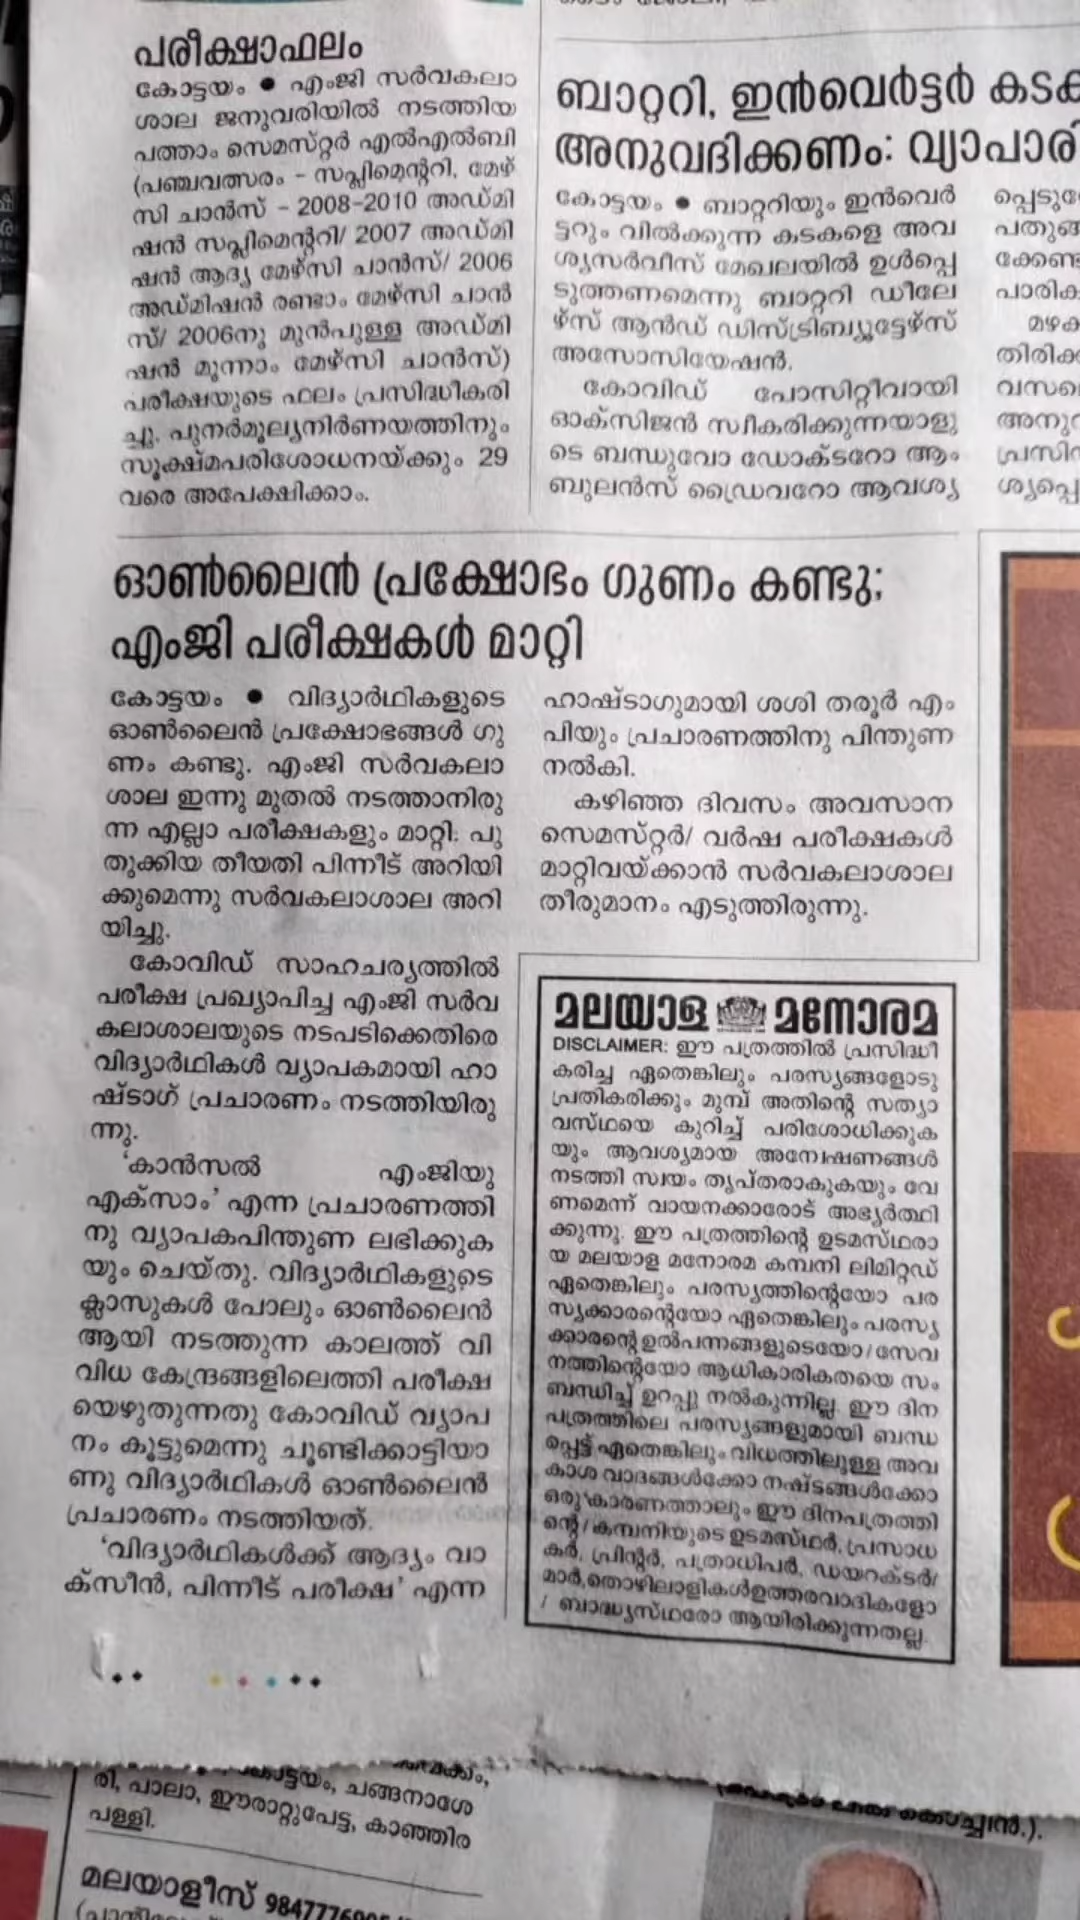 പരീക്ഷാഫലം
കോട്ടയം ● എംജി സർവകലാ
ശാല ജനുവരിയിൽ നടത്തിയ
പത്താം സെമസ്റ്റർ എൽഎൽബി
(പഞ്ചവത്സരം – സപ്ലിമെന്ററി, മേഴ്
സി ചാൻസ് – 2008-2010 അഡ്മി
ഷൻ സപ്ലിമെന്ററി/ 2007 അഡ്മി
ഷൻ ആദ്യ മേഴ്സി ചാൻസ്/ 2006
അഡ്മിഷൻ രണ്ടാം മേഴ്സി ചാൻ
സ്/ 2006നു മുൻപുള്ള അഡ്മി
ഷൻ മൂന്നാം മേഴ്സി ചാൻസ്)
പരീക്ഷയുടെ ഫലം പ്രസിദ്ധീകരി
ച്ചു. പുനർമൂല്യനിർണയത്തിനും
സൂക്ഷ്മപരിശോധനയ്ക്കും 29
വരെ അപേക്ഷിക്കാം.
ബാറ്ററി, ഇൻവെർട്ടർ കടക
അനുവദിക്കണം: വ്യാപാരി
കോട്ടയം ● ബാറ്ററിയും ഇൻവെർ
ട്ടറും വിൽക്കുന്ന കടകളെ അവ
ശ്യസർവീസ് മേഖലയിൽ ഉൾപ്പെ
ടുത്തണമെന്നു ബാറ്ററി ഡീലേ
ഴ്സ് ആൻഡ് ഡിസ്ട്രിബ്യൂട്ടേഴ്സ്
അസോസിയേഷൻ.
കോവിഡ് പോസിറ്റീവായി
ഓക്സിജൻ സ്വീകരിക്കുന്നയാളു
ടെ ബന്ധുവോ ഡോക്ടറോ ആം
ബുലൻസ് ഡ്രൈവറോ ആവശ്യ
പതുങ്ങ
ക്കേണ്ട
പാരിക
മഴക
തിരിക്ക
അനുവ
പ്രസി
ശ്യപ്പെ
ഓൺലൈൻ പ്രക്ഷോഭം ഗുണം കണ്ടു;
എംജി പരീക്ഷകൾ മാറ്റി
കോട്ടയം ● വിദ്യാർഥികളുടെ
ഓൺലൈൻ പ്രക്ഷോഭങ്ങൾ ഗു
ണം കണ്ടു. എംജി സർവകലാ
ശാല ഇന്നു മുതൽ നടത്താനിരു
ന്ന എല്ലാ പരീക്ഷകളും മാറ്റി. പു
തുക്കിയ തീയതി പിന്നീട് അറിയി
ക്കുമെന്നു സർവകലാശാല അറി
യിച്ചു.
കോവിഡ് സാഹചര്യത്തിൽ
പരീക്ഷ പ്രഖ്യാപിച്ച എംജി സർവ
കലാശാലയുടെ നടപടിക്കെതിരെ
വിദ്യാർഥികൾ വ്യാപകമായി ഹാ
ഷ്ടാഗ് പ്രചാരണം നടത്തിയിരു
ന്നു.
‘കാൻസൽ എംജിയു
എക്സാം’ എന്ന പ്രചാരണത്തി
നു വ്യാപകപിന്തുണ ലഭിക്കുക
യും ചെയ്തു. വിദ്യാർഥികളുടെ
ക്ലാസുകൾ പോലും ഓൺലൈൻ
ആയി നടത്തുന്ന കാലത്ത് വി
വിധ കേന്ദ്രങ്ങളിലെത്തി പരീക്ഷ
യെഴുതുന്നതു കോവിഡ് വ്യാപ
നം കൂട്ടുമെന്നു ചൂണ്ടിക്കാട്ടിയാ
ണു വിദ്യാർഥികൾ ഓൺലൈൻ
പ്രചാരണം നടത്തിയത്.
‘വിദ്യാർഥികൾക്ക് ആദ്യം വാ
ക്സീൻ, പിന്നീട് പരീക്ഷ’ എന്ന
ഹാഷ്ടാഗുമായി ശശി തരൂർ എം
പിയും പ്രചാരണത്തിനു പിന്തുണ
നൽകി.
കഴിഞ്ഞ ദിവസം അവസാന
സെമസ്റ്റർ/ വർഷ പരീക്ഷകൾ
മാറ്റിവയ്ക്കാൻ സർവകലാശാല
തീരുമാനം എടുത്തിരുന്നു.
മലയാള മനോരമ
DISCLAIMER: ഈ പത്രത്തിൽ പ്രസിദ്ധീ
കരിച്ച ഏതെങ്കിലും പരസ്യങ്ങളോടു
പ്രതികരിക്കും മുമ്പ് അതിന്റെ സത്യാ
വസ്ഥയെ കുറിച്ച് പരിശോധിക്കുക
യും ആവശ്യമായ അന്വേഷണങ്ങൾ
നടത്തി സ്വയം തൃപ്തരാകുകയും വേ
ണമെന്ന് വായനക്കാരോട് അഭ്യർത്ഥി
ക്കുന്നു. ഈ പത്രത്തിന്റെ ഉടമസ്ഥരാ
യ മലയാള മനോരമ കമ്പനി ലിമിറ്റഡ്
ഏതെങ്കിലും പരസ്യത്തിന്റെയോ പര
സ്യക്കാരന്റെയോ ഏതെങ്കിലും പരസ്യ
ക്കാരന്റെ ഉൽപന്നങ്ങളുടെയോ/സേവ
നത്തിന്റെയോ ആധികാരികതയെ സം
ബന്ധിച്ച് ഉറപ്പു നൽകുന്നില്ല. ഈ ദിന
പത്രത്തിലെ പരസ്യങ്ങളുമായി ബന്ധ
പ്പെട്ട് ഏതെങ്കിലും വിധത്തിലുള്ള അവ
കാശ വാദങ്ങൾക്കോ നഷ്ടങ്ങൾക്കോ
ഒരു കാരണത്താലും ഈ ദിനപത്രത്തി
ന്റെ/കമ്പനിയുടെ ഉടമസ്ഥർ, പ്രസാധ
കർ, പ്രിന്റർ, പത്രാധിപർ, ഡയറക്ടർ/
മാർ,തൊഴിലാളികൾഉത്തരവാദികളോ
/ ബാദ്ധ്യസ്ഥരോ ആയിരിക്കുന്നതല്ല.
കോട്ടയം, ചങ്ങനാശേ
രി, പാലാ, ഈരാറ്റുപേട്ട, കാഞ്ഞിര
പള്ളി.
കൊച്ചിൻ.).
മലയാളീസ്